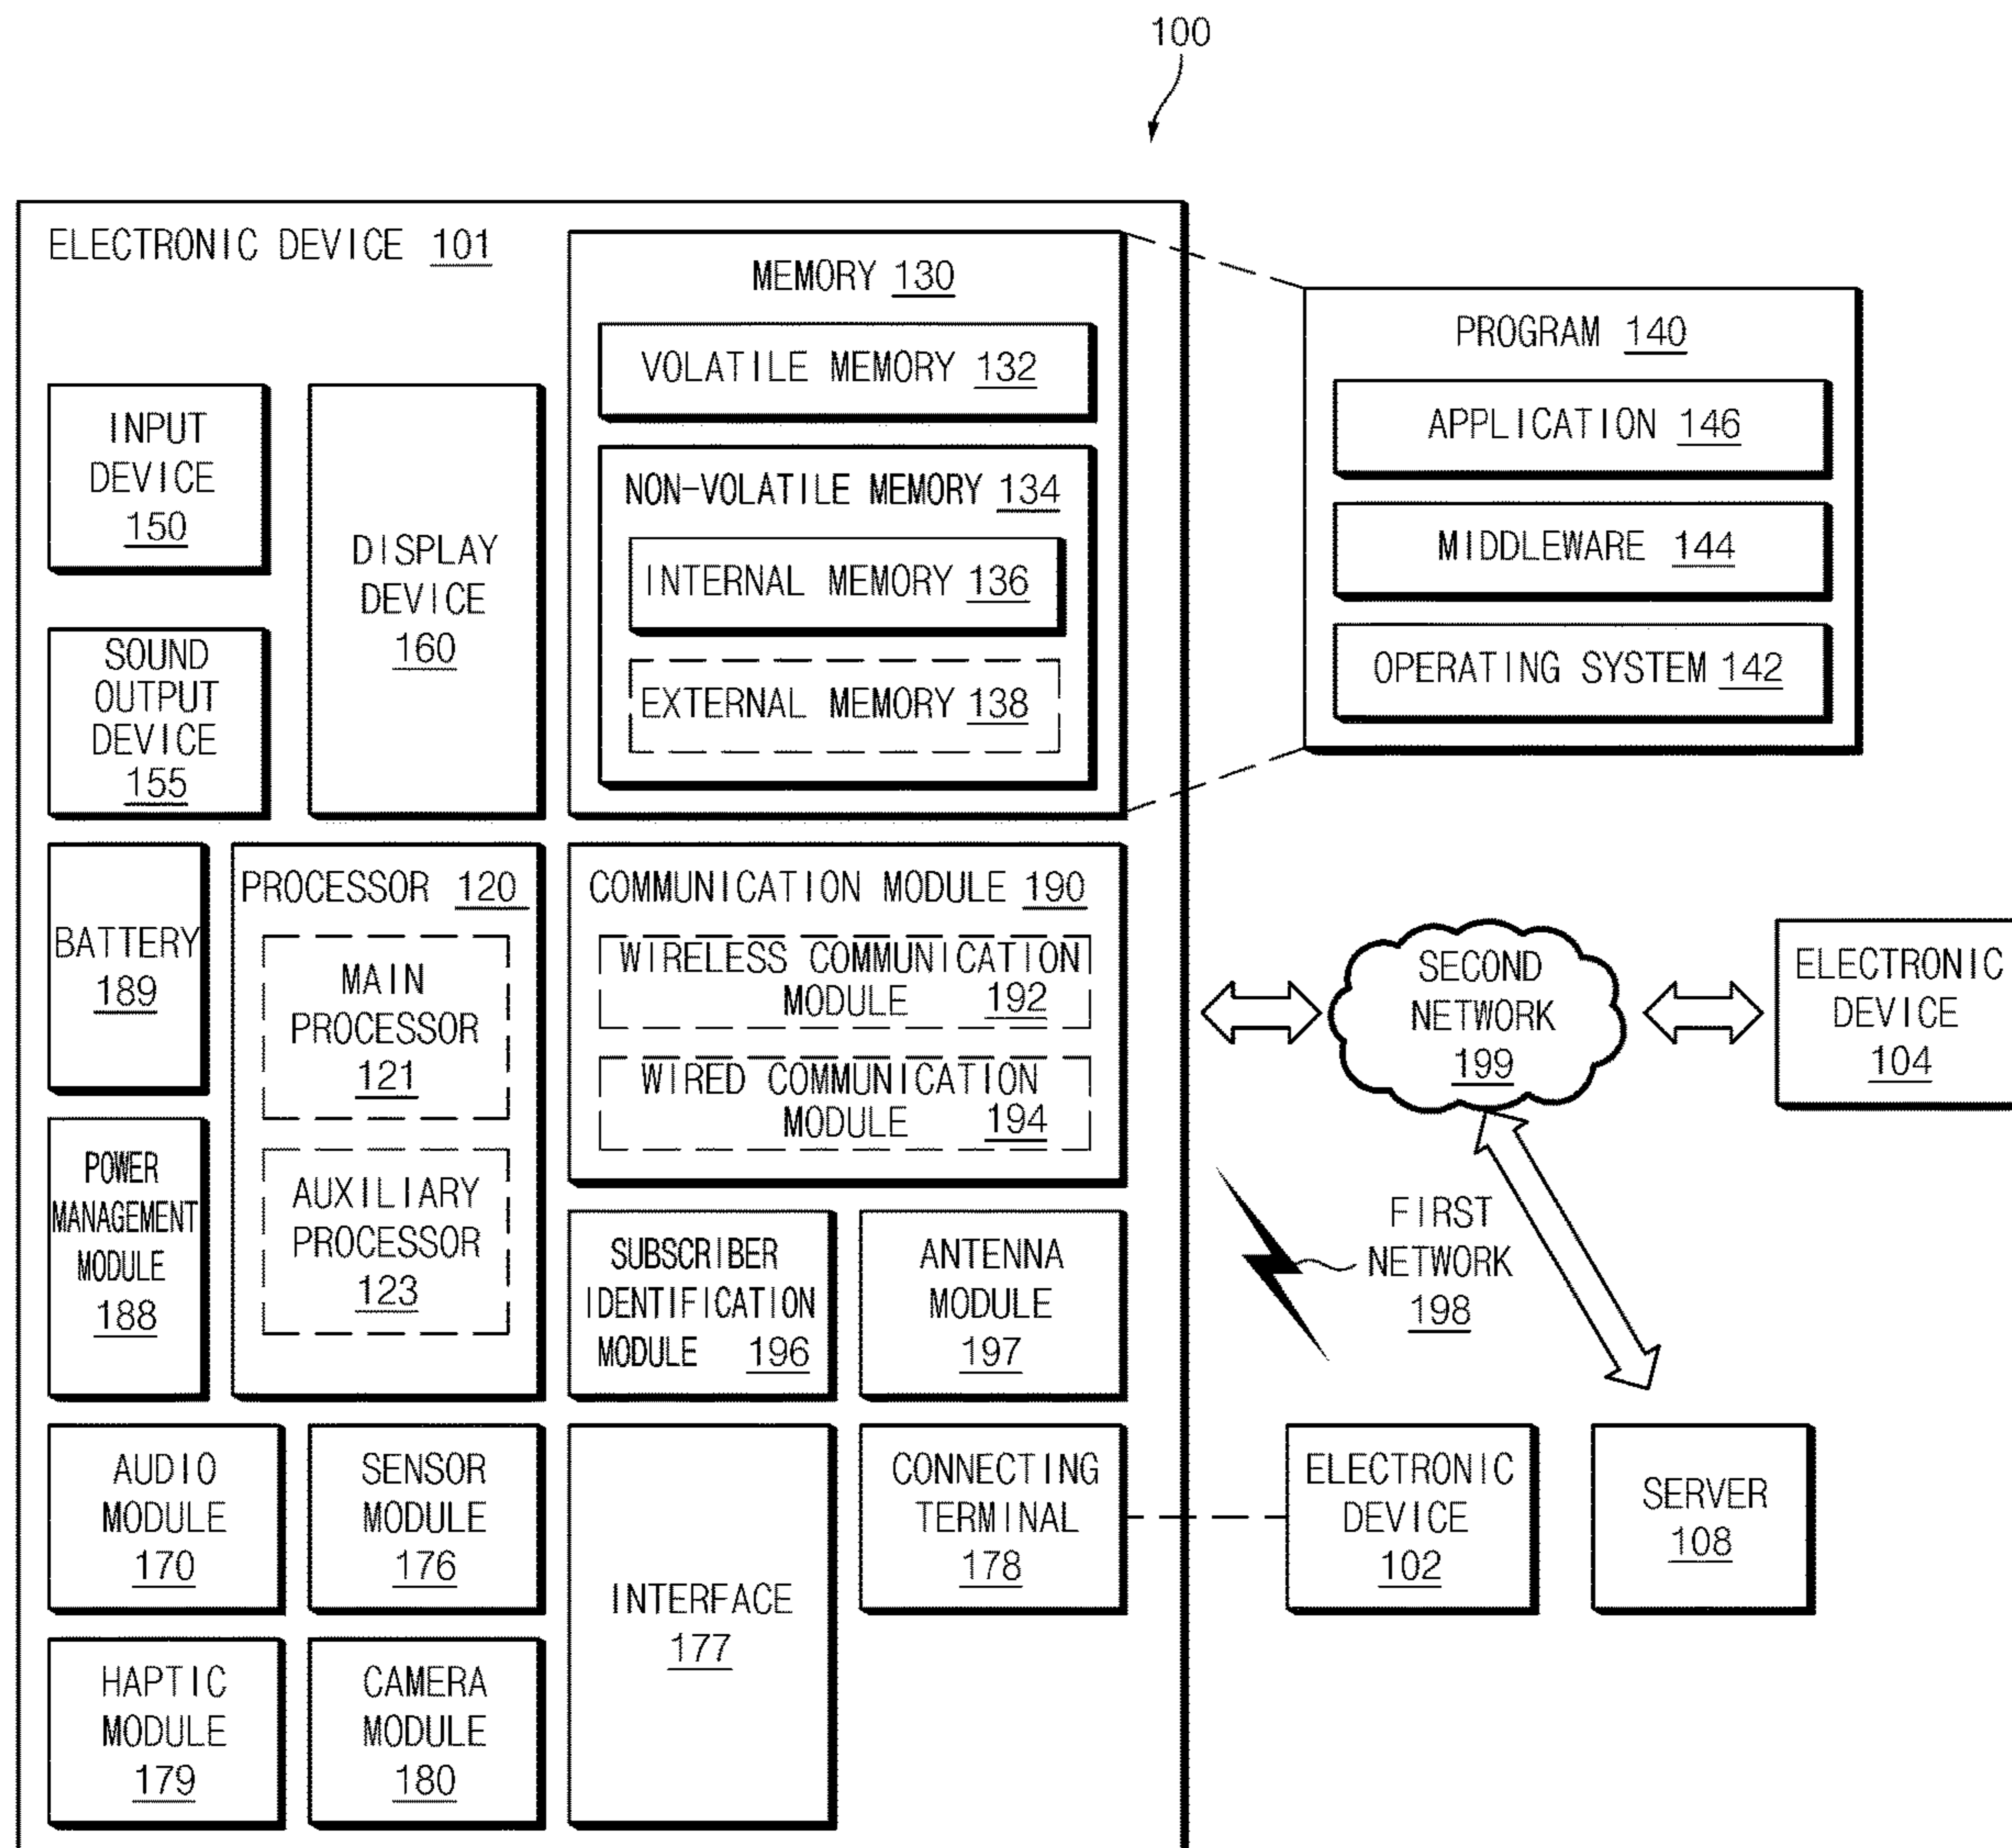 100
ELECTRONIC DEVICE 101
MEMORY 130
VOLATILE MEMORY 132
NON-VOLATILE MEMORY 134
INTERNAL MEMORY 136
EXTERNAL MEMORY 138
PROGRAM 140
APPLICATION 146
MIDDLEWARE 144
OPERATING SYSTEM 142
INPUT
DEVICE
150
SOUND
OUTPUT
DEVICE
155
DISPLAY
DEVICE
160
BATTERY
189
POWER
MANAGEMENT
MODULE
188
PROCESSOR 120
MAIN
PROCESSOR
121
AUXILIARY
PROCESSOR
123
COMMUNICATION MODULE 190
WIRELESS COMMUNICATION
MODULE 192
WIRED COMMUNICATION
MODULE 194
SUBSCRIBER
IDENTIFICATION
MODULE 196
ANTENNA
MODULE
197
SECOND
NETWORK
199
ELECTRONIC
DEVICE
104
FIRST
NETWORK
198
AUDIO
MODULE
170
SENSOR
MODULE
176
INTERFACE
177
CONNECTING
TERMINAL
178
ELECTRONIC
DEVICE
102
SERVER
108
HAPTIC
MODULE
179
CAMERA
MODULE
180